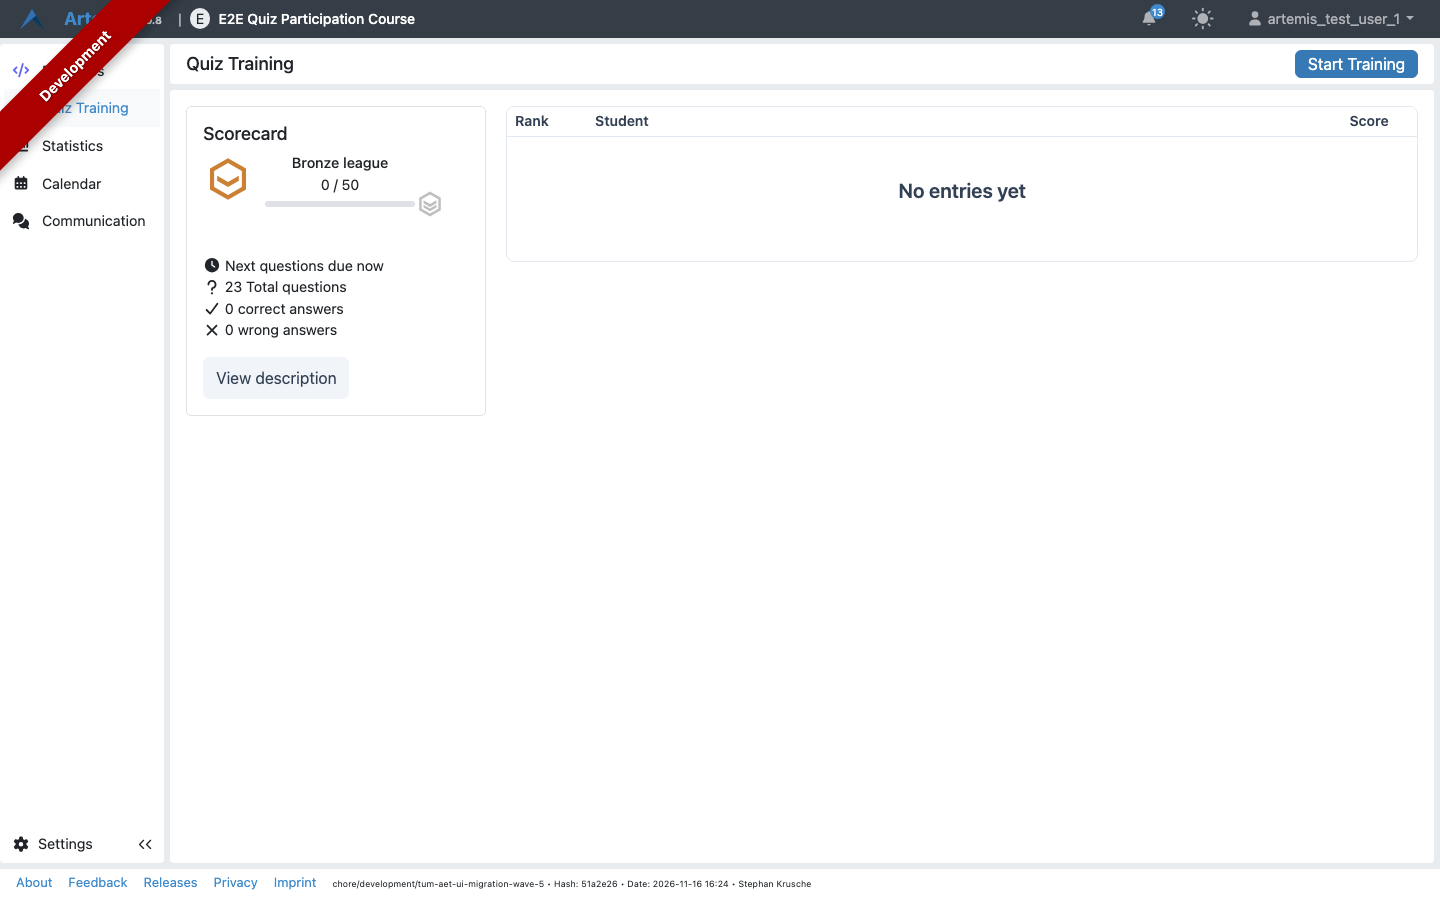 E E2E Quiz Participation Course
13
artemis_test_user_1
Development
Quiz Training
Start Training
Training
Statistics
Calendar
Communication
Scorecard
Bronze league
0 / 50
Next questions due now
? 23 Total questions
0 correct answers
0 wrong answers
View description
Rank Student Score
No entries yet
Settings
About Feedback Releases Privacy Imprint chore/development/tum-aet-ui-migration-wave-5 • Hash: 51a2e26 • Date: 2026-11-16 16:24 • Stephan Krusche